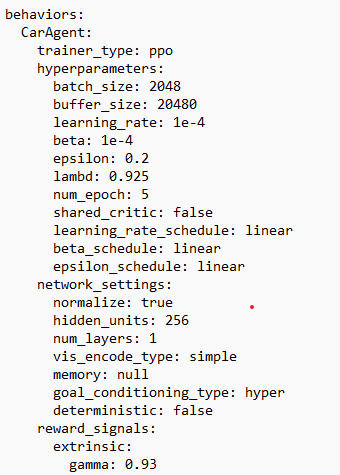 behaviors:
CarAgent:
trainer_type: ppo
hyperparameters:
batch_size: 2048
buffer_size: 20480
learning_rate: 1e-4
beta: 1e-4
epsilon: 0.2
lambd: 0.925
num_epoch: 5
shared_critic: false
learning_rate_schedule: linear
beta_schedule: linear
epsilon_schedule: linear
network_settings:
normalize: true
hidden_units: 256
num_layers: 1
vis_encode_type: simple
memory: null
goal_conditioning_type: hyper
deterministic: false
reward_signals:
extrinsic:
gamma: 0.93